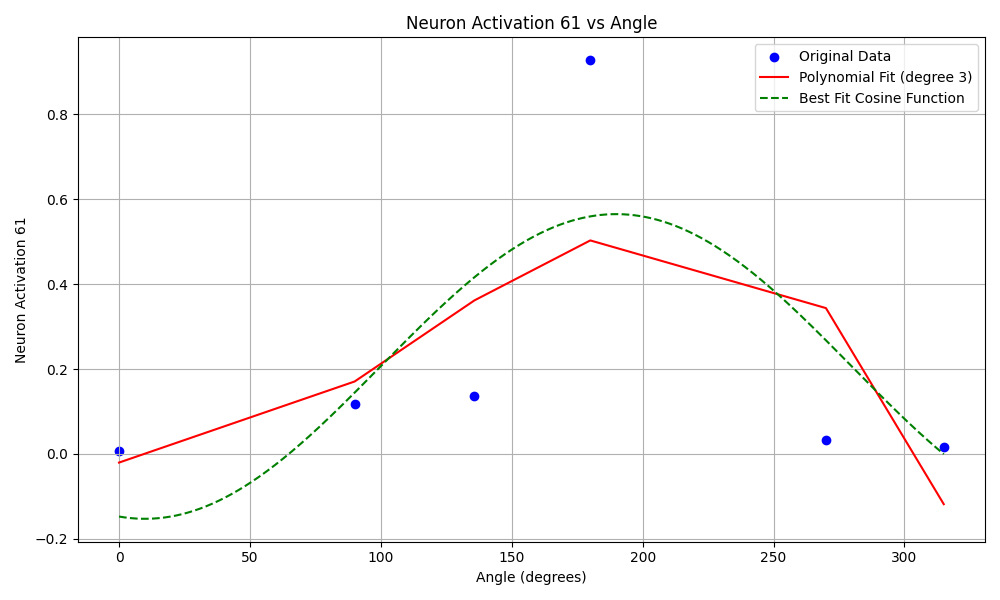 Neuron Activation 61 vs Angle
Original Data
Polynomial Fit (degree 3)
Best Fit Cosine Function
Neuron Activation 61
0.8
0.6
0.4
0.2
0.0
−0.2
0 50 100 150 200 250 300
Angle (degrees)